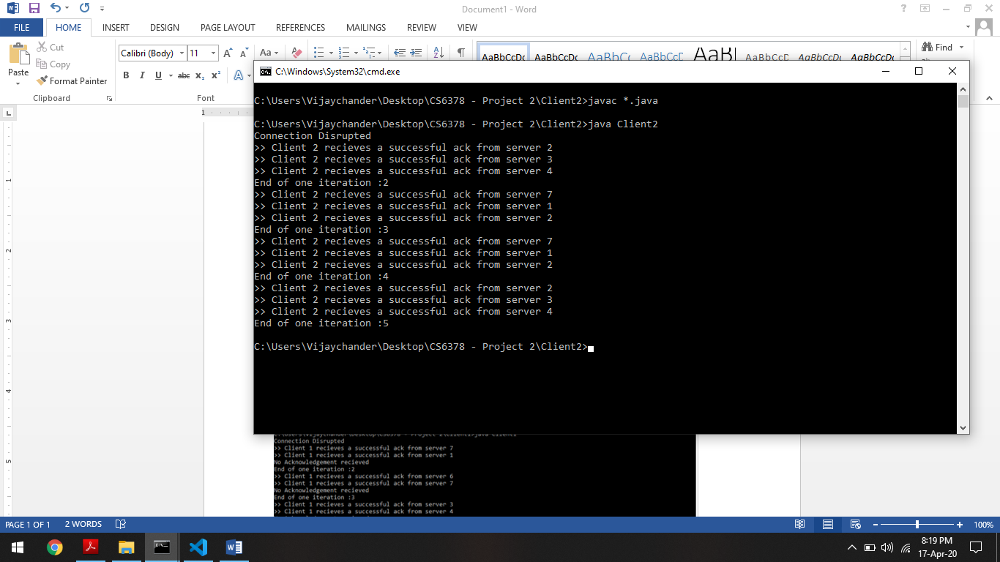 Document1 - Word
FILE HOME INSERT DESIGN PAGE LAYOUT REFERENCES MAILINGS REVIEW VIEW
Paste
Cut
Copy
Format Painter
Clipboard
Calibri (Body) 11
Font
AaBbCcDc AaBbCcDc AaBbCc AaBbCcD AaB AaBbCcD AaBbCcDc AaBbCcDc
Find
C:\Windows\System32\cmd.exe
C:\Users\Vijaychander\Desktop\CS6378 - Project 2\Client2>javac *.java
C:\Users\Vijaychander\Desktop\CS6378 - Project 2\Client2>java Client2
Connection Disrupted
>> Client 2 recieves a successful ack from server 2
>> Client 2 recieves a successful ack from server 3
>> Client 2 recieves a successful ack from server 4
End of one iteration :2
>> Client 2 recieves a successful ack from server 7
>> Client 2 recieves a successful ack from server 1
>> Client 2 recieves a successful ack from server 2
End of one iteration :3
>> Client 2 recieves a successful ack from server 7
>> Client 2 recieves a successful ack from server 1
>> Client 2 recieves a successful ack from server 2
End of one iteration :4
>> Client 2 recieves a successful ack from server 2
>> Client 2 recieves a successful ack from server 3
>> Client 2 recieves a successful ack from server 4
End of one iteration :5
C:\Users\Vijaychander\Desktop\CS6378 - Project 2\Client2>
Connection Disrupted
>> Client 1 recieves a successful ack from server 7
>> Client 1 recieves a successful ack from server 1
No Acknowledgement recieved
End of one iteration :2
>> Client 1 recieves a successful ack from server 6
>> Client 1 recieves a successful ack from server 7
No Acknowledgement recieved
End of one iteration :3
>> Client 1 recieves a successful ack from server 3
>> Client 1 recieves a successful ack from server 4
PAGE 1 OF 1 2 WORDS 100%
8:19 PM
17-Apr-20